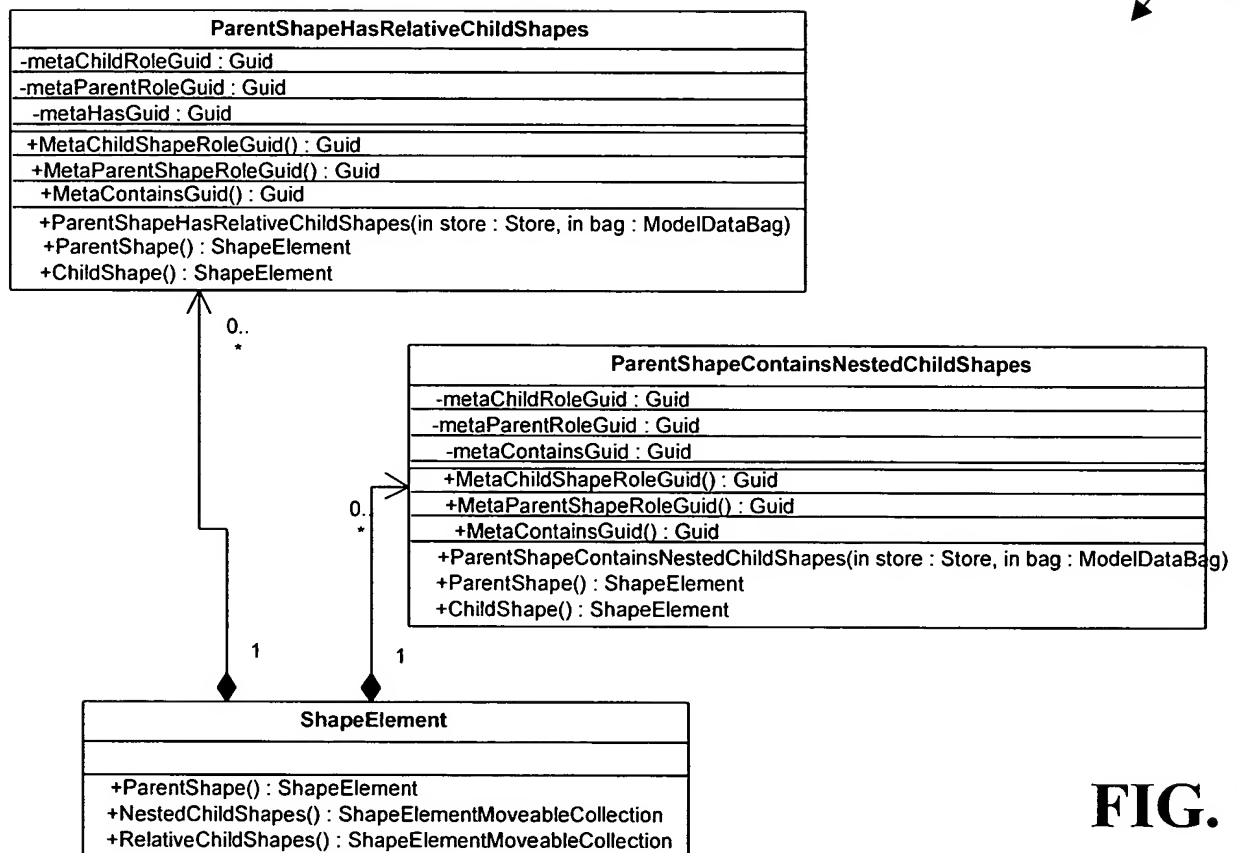 ParentShapeHasRelativeChildShapes
-metaChildRoleGuid : Guid
-metaParentRoleGuid : Guid
-metaHasGuid : Guid
+MetaChildShapeRoleGuid() : Guid
+MetaParentShapeRoleGuid() : Guid
+MetaContainsGuid() : Guid
+ParentShapeHasRelativeChildShapes(in store : Store, in bag : ModelDataBag)
+ParentShape() : ShapeElement
+ChildShape() : ShapeElement
0..
*
ParentShapeContainsNestedChildShapes
-metaChildRoleGuid : Guid
-metaParentRoleGuid : Guid
-metaContainsGuid : Guid
+MetaChildShapeRoleGuid() : Guid
+MetaParentShapeRoleGuid() : Guid
+MetaContainsGuid() : Guid
+ParentShapeContainsNestedChildShapes(in store : Store, in bag : ModelDataBag)
+ParentShape() : ShapeElement
+ChildShape() : ShapeElement
0..
*
1
1
ShapeElement
+ParentShape() : ShapeElement
+NestedChildShapes() : ShapeElementMoveableCollection
+RelativeChildShapes() : ShapeElementMoveableCollection
FIG.